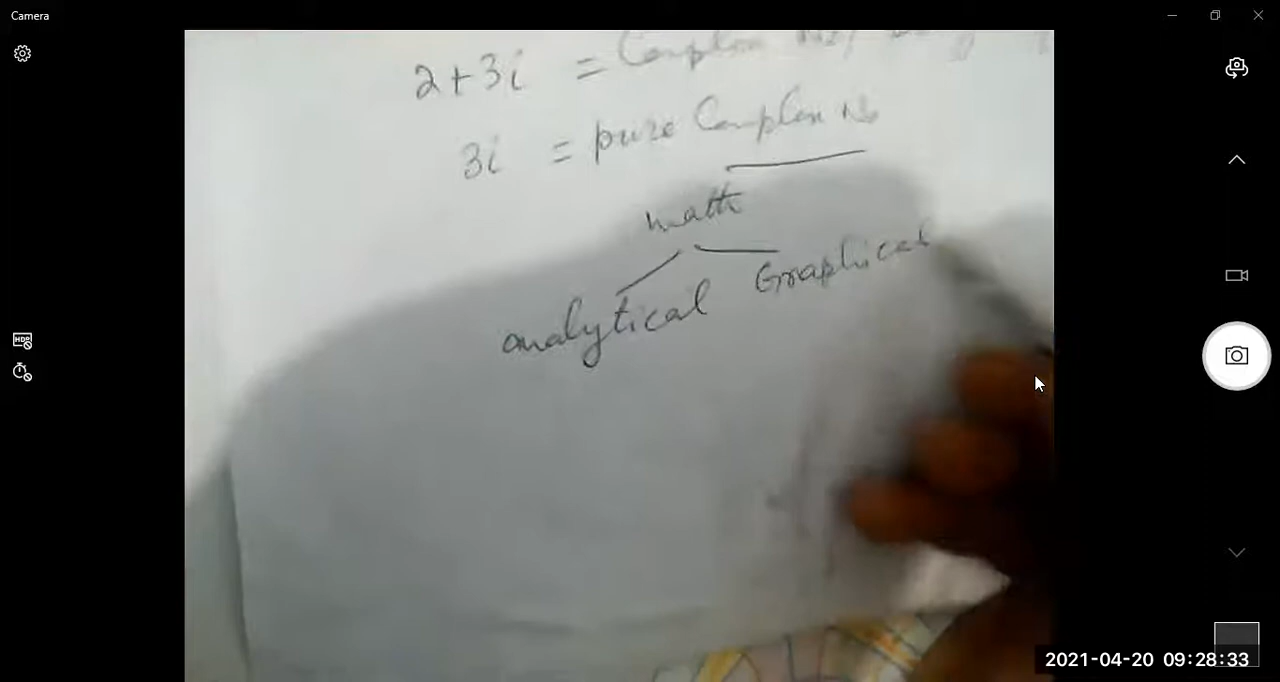 Camera
2+3i = Complex
3i = pure Complex No
math
analytical Graphical
2021-04-20 09:28:33